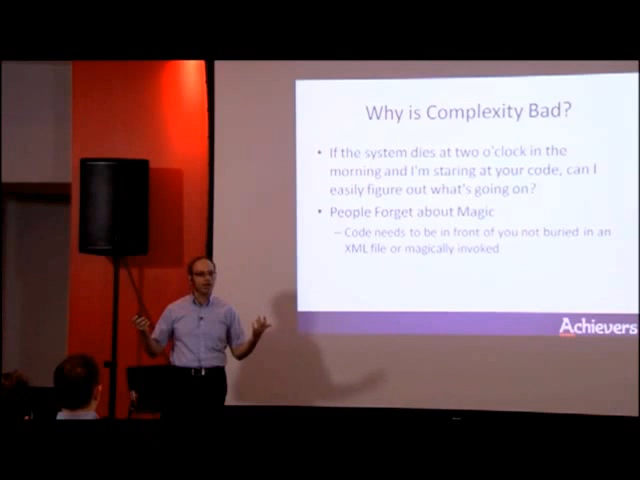 Why is Complexity Bad?
• If the system dies at two o'clock in the
morning and I'm staring at your code, can I
easily figure out what's going on?
• People Forget about Magic
– Code needs to be in front of you not buried in an
XML file or magically invoked
Achievers